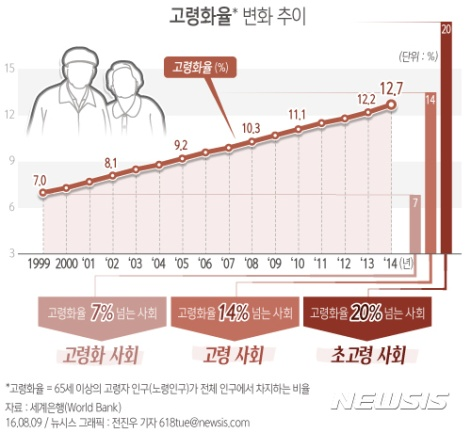 고령화율* 변화 추이
(단위 : %)
20
15
12
9
6
3
고령화율(%)
7,0
8,1
9,2
10,3
11,1
12,2
12,7
7
14
1999 2000 '01 '02 '03 '04 '05 '06 '07 '08 '09 '10 '11 '12 '13 '14 (년)
고령화율 7% 넘는 사회
고령화 사회
고령화율 14% 넘는 사회
고령 사회
고령화율 20% 넘는 사회
초고령 사회
*고령화율 = 65세 이상의 고령자 인구(노령인구)가 전체 인구에서 차지하는 비율
자료 : 세계은행(World Bank)
16.08.09 / 뉴시스 그래픽 : 전진우 기자 618tue@newsis.com
NEWSIS